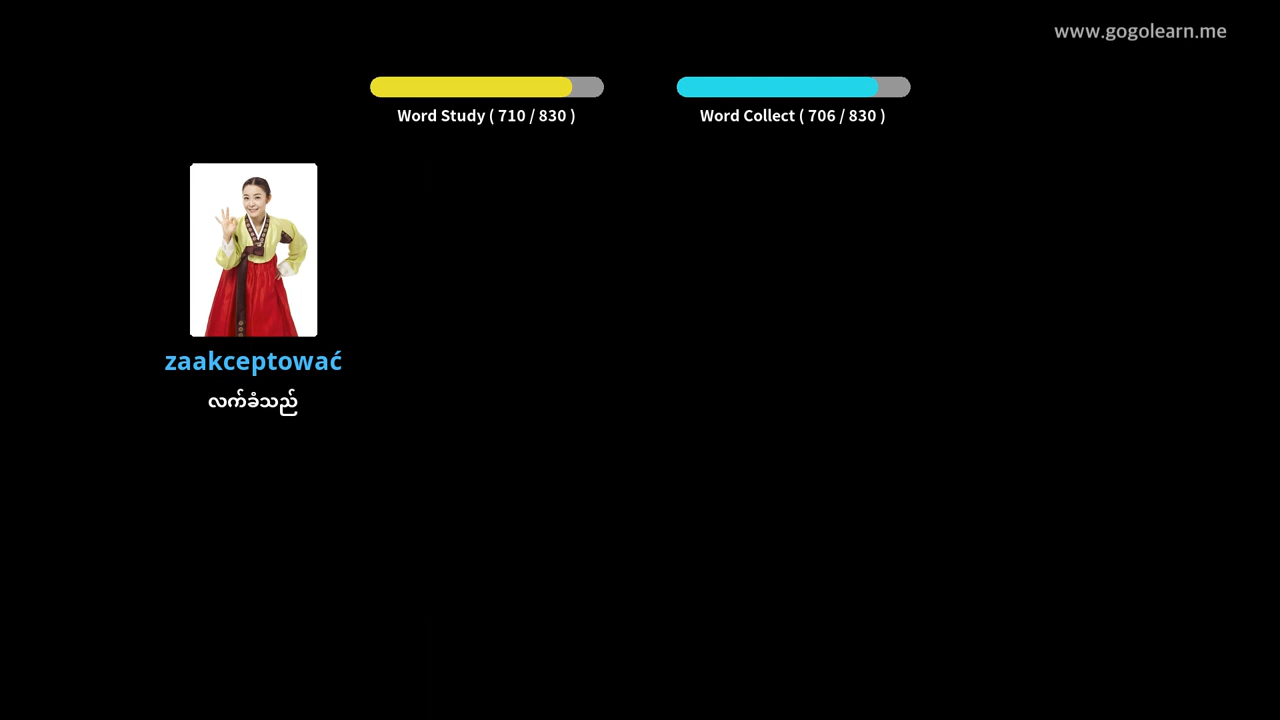 www.gogolearn.me
Word Study ( 710 / 830 )
Word Collect ( 706 / 830 )
zaakceptować
လက်ခံသည်